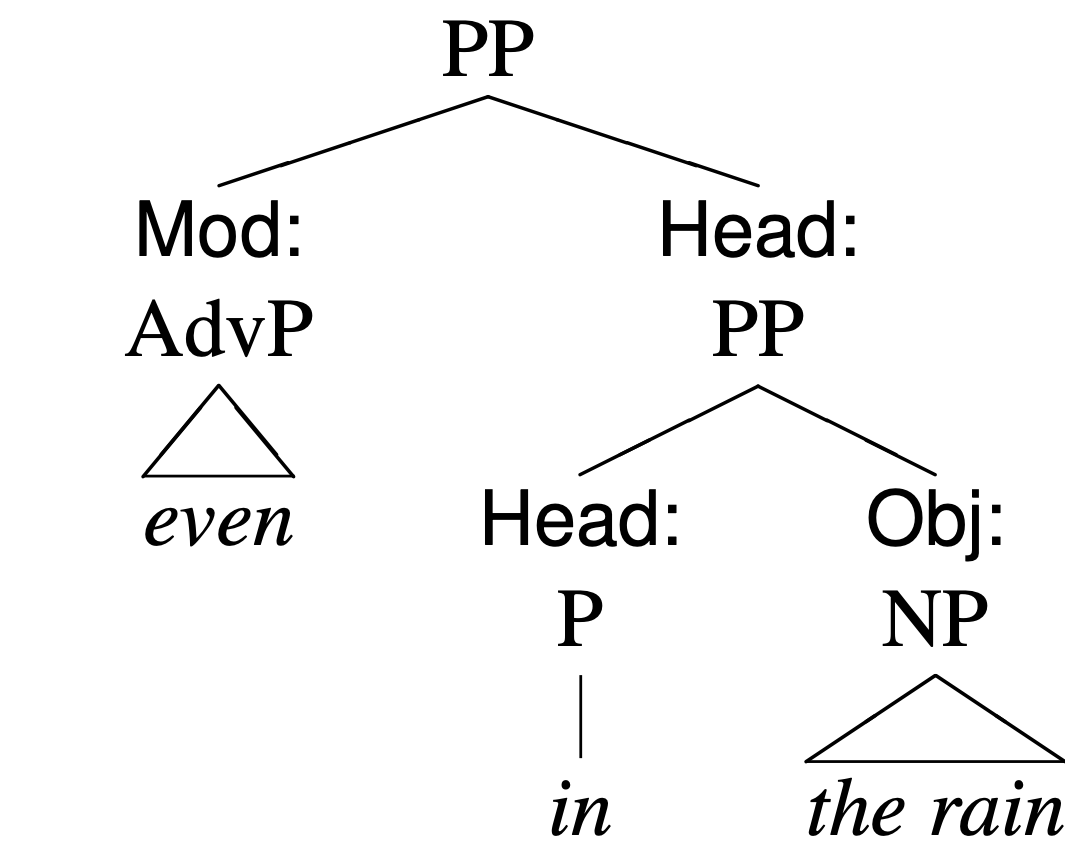 PP
Mod: Head:
AdvP PP
even Head: Obj:
P NP
in the rain